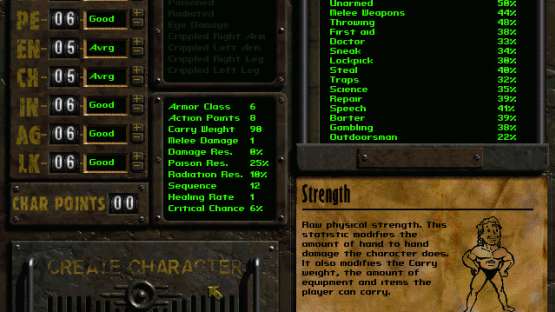 Poisoned
Radiated
Eye Damage
Crippled Right Arm
Crippled Left Arm
Crippled Right Leg
Crippled Left Leg
PE 06 Good
EN 05 Avrg
CH 05 Avrg
IN 06 Good
AG 06 Good
LK 06 Good
CHAR POINTS 00
Armor Class 6
Action Points 8
Carry Weight 90
Melee Damage 1
Damage Res. 0%
Poison Res. 25%
Radiation Res. 10%
Sequence 12
Healing Rate 1
Critical Chance 6%
Unarmed 50%
Melee Weapons 44%
Throwing 48%
First aid 38%
Doctor 33%
Sneak 34%
Lockpick 30%
Steal 40%
Traps 32%
Science 35%
Repair 39%
Speech 41%
Barter 39%
Gambling 38%
Outdoorsman 22%
Strength
Raw physical strength. This
statistic modifies the
amount of hand to hand
damage the character does.
It also modifies the Carry
weight, the amount of
equipment and items the
player can carry.
CREATE CHARACTER